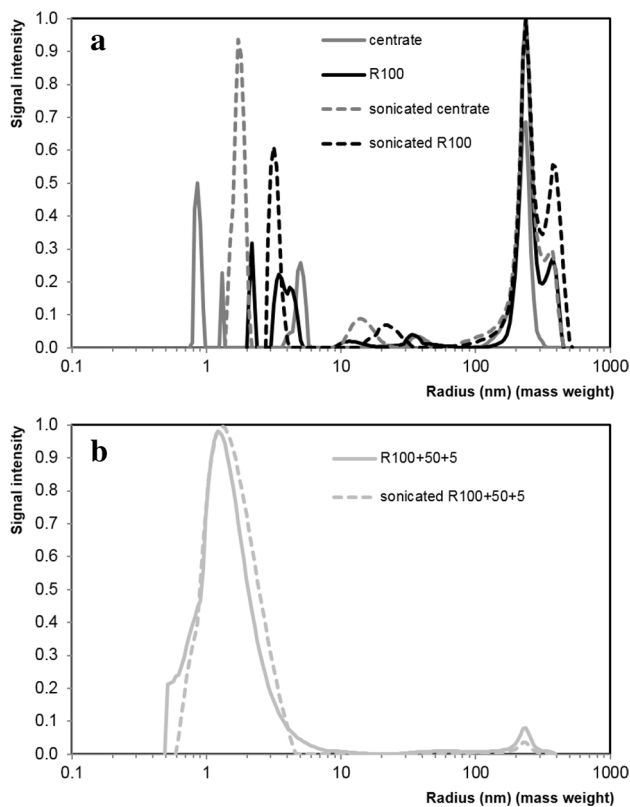 a
Signal intensity
1.0
0.9
0.8
0.7
0.6
0.5
0.4
0.3
0.2
0.1
0.0
centrate
R100
sonicated centrate
sonicated R100
0.1 1 10 100 1000
Radius (nm) (mass weight)
b
Signal intensity
1.0
0.9
0.8
0.7
0.6
0.5
0.4
0.3
0.2
0.1
0.0
R100+50+5
sonicated R100+50+5
0.1 1 10 100 1000
Radius (nm) (mass weight)